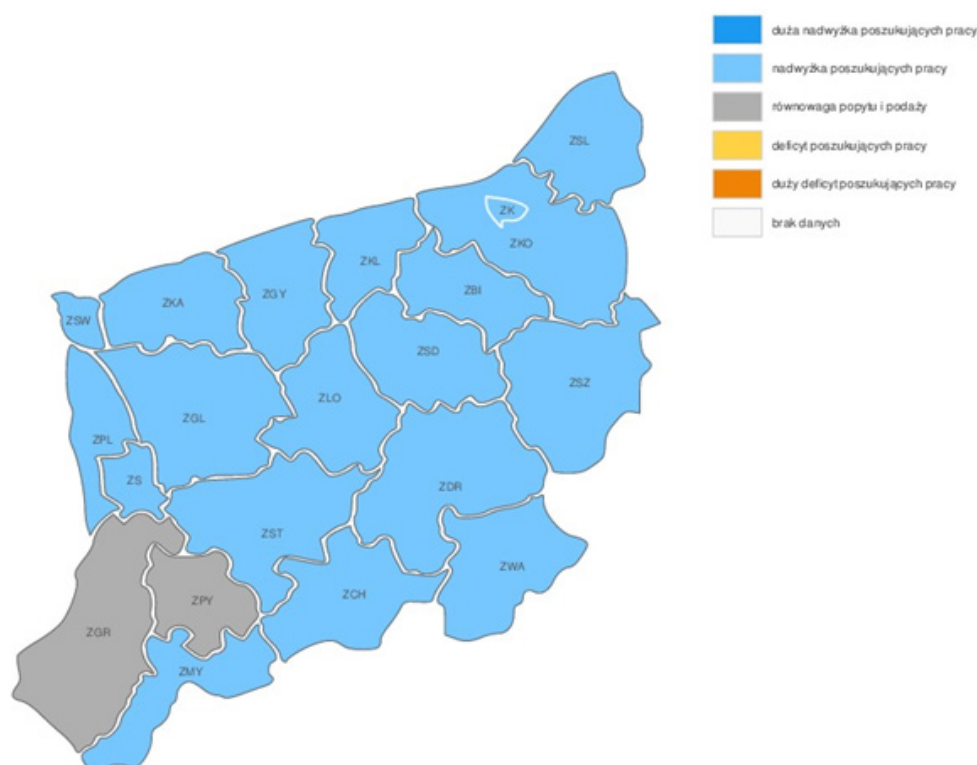 duża nadwyżka poszukujących pracy
nadwyżka poszukujących pracy
równowaga popytu i podaży
deficyt poszukujących pracy
duży deficyt poszukujących pracy
brak danych
ZSL
ZK
ZKO
ZKL
ZBI
ZGY
ZKA
ZSW
ZSD
ZSZ
ZLO
ZGL
ZPL
ZS
ZDR
ZST
ZWA
ZCH
ZPY
ZGR
ZMY